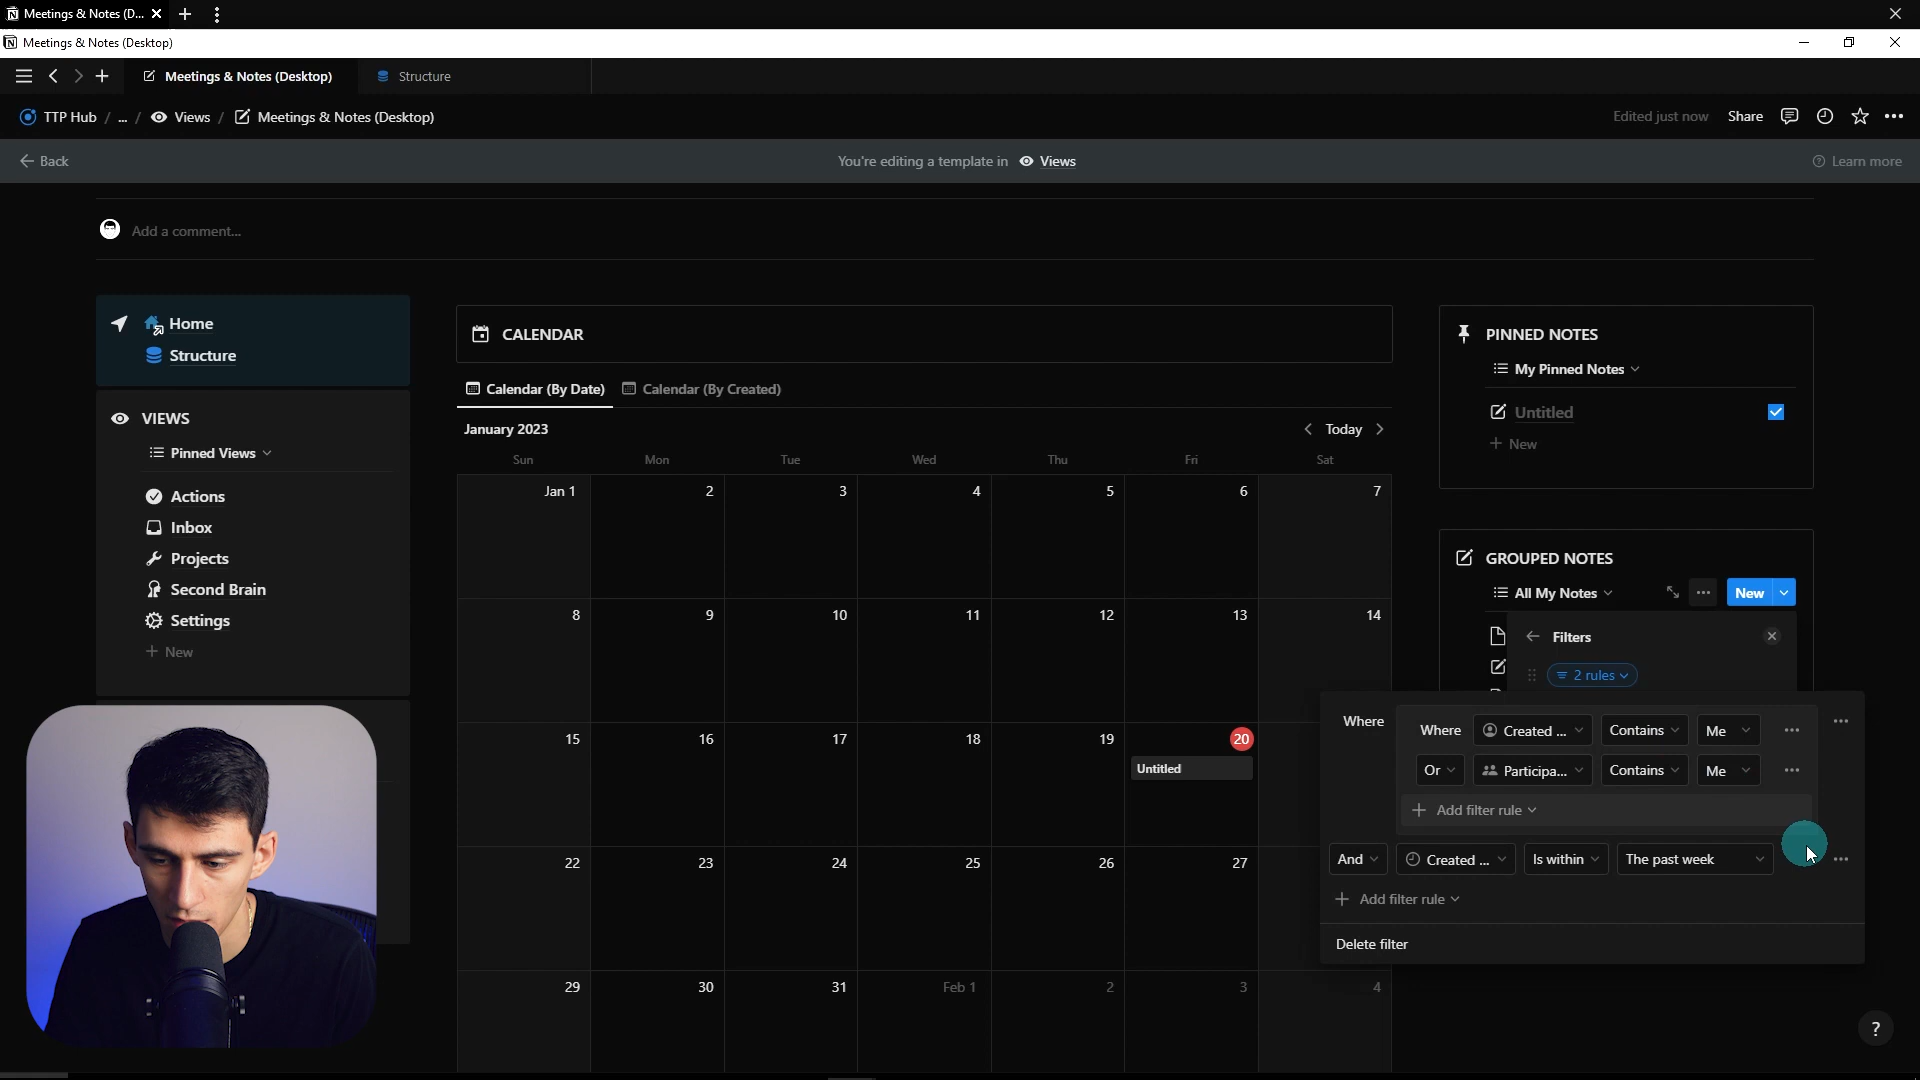 Meetings & Notes (D...
Meetings & Notes (Desktop)
Meetings & Notes (Desktop)
Structure
TTP Hub / ... / Views / Meetings & Notes (Desktop)
Edited just now
Share
Back
You're editing a template in Views
Learn more
Add a comment...
Home
Structure
VIEWS
Pinned Views
Actions
Inbox
Projects
Second Brain
Settings
New
CALENDAR
Calendar (By Date)
Calendar (By Created)
January 2023
Today
Sun Mon Tue Wed Thu Fri Sat
Jan 1 2 3 4 5 6 7
8 9 10 11 12 13 14
15 16 17 18 19 20
Untitled
22 23 24 25 26 27
29 30 31 Feb 1 2 3 4
PINNED NOTES
My Pinned Notes
Untitled
New
GROUPED NOTES
All My Notes
New
Filters
2 rules
Where
Where Created ... Contains Me
Or Participa... Contains Me
Add filter rule
And Created ... Is within The past week
Add filter rule
Delete filter
?